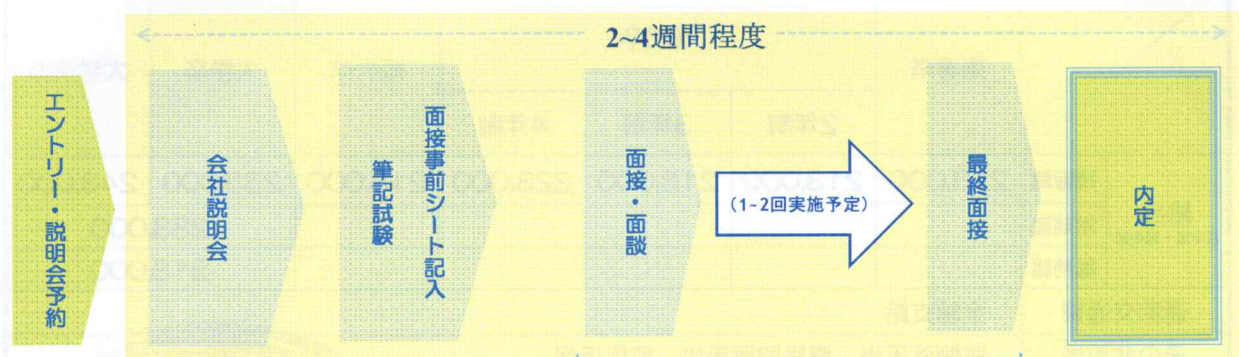 2~4週間程度
エントリー・説明会予約
会社説明会
面接事前シート記入
筆記試験
面接・面談
(1~2回実施予定)
最終面接
内定